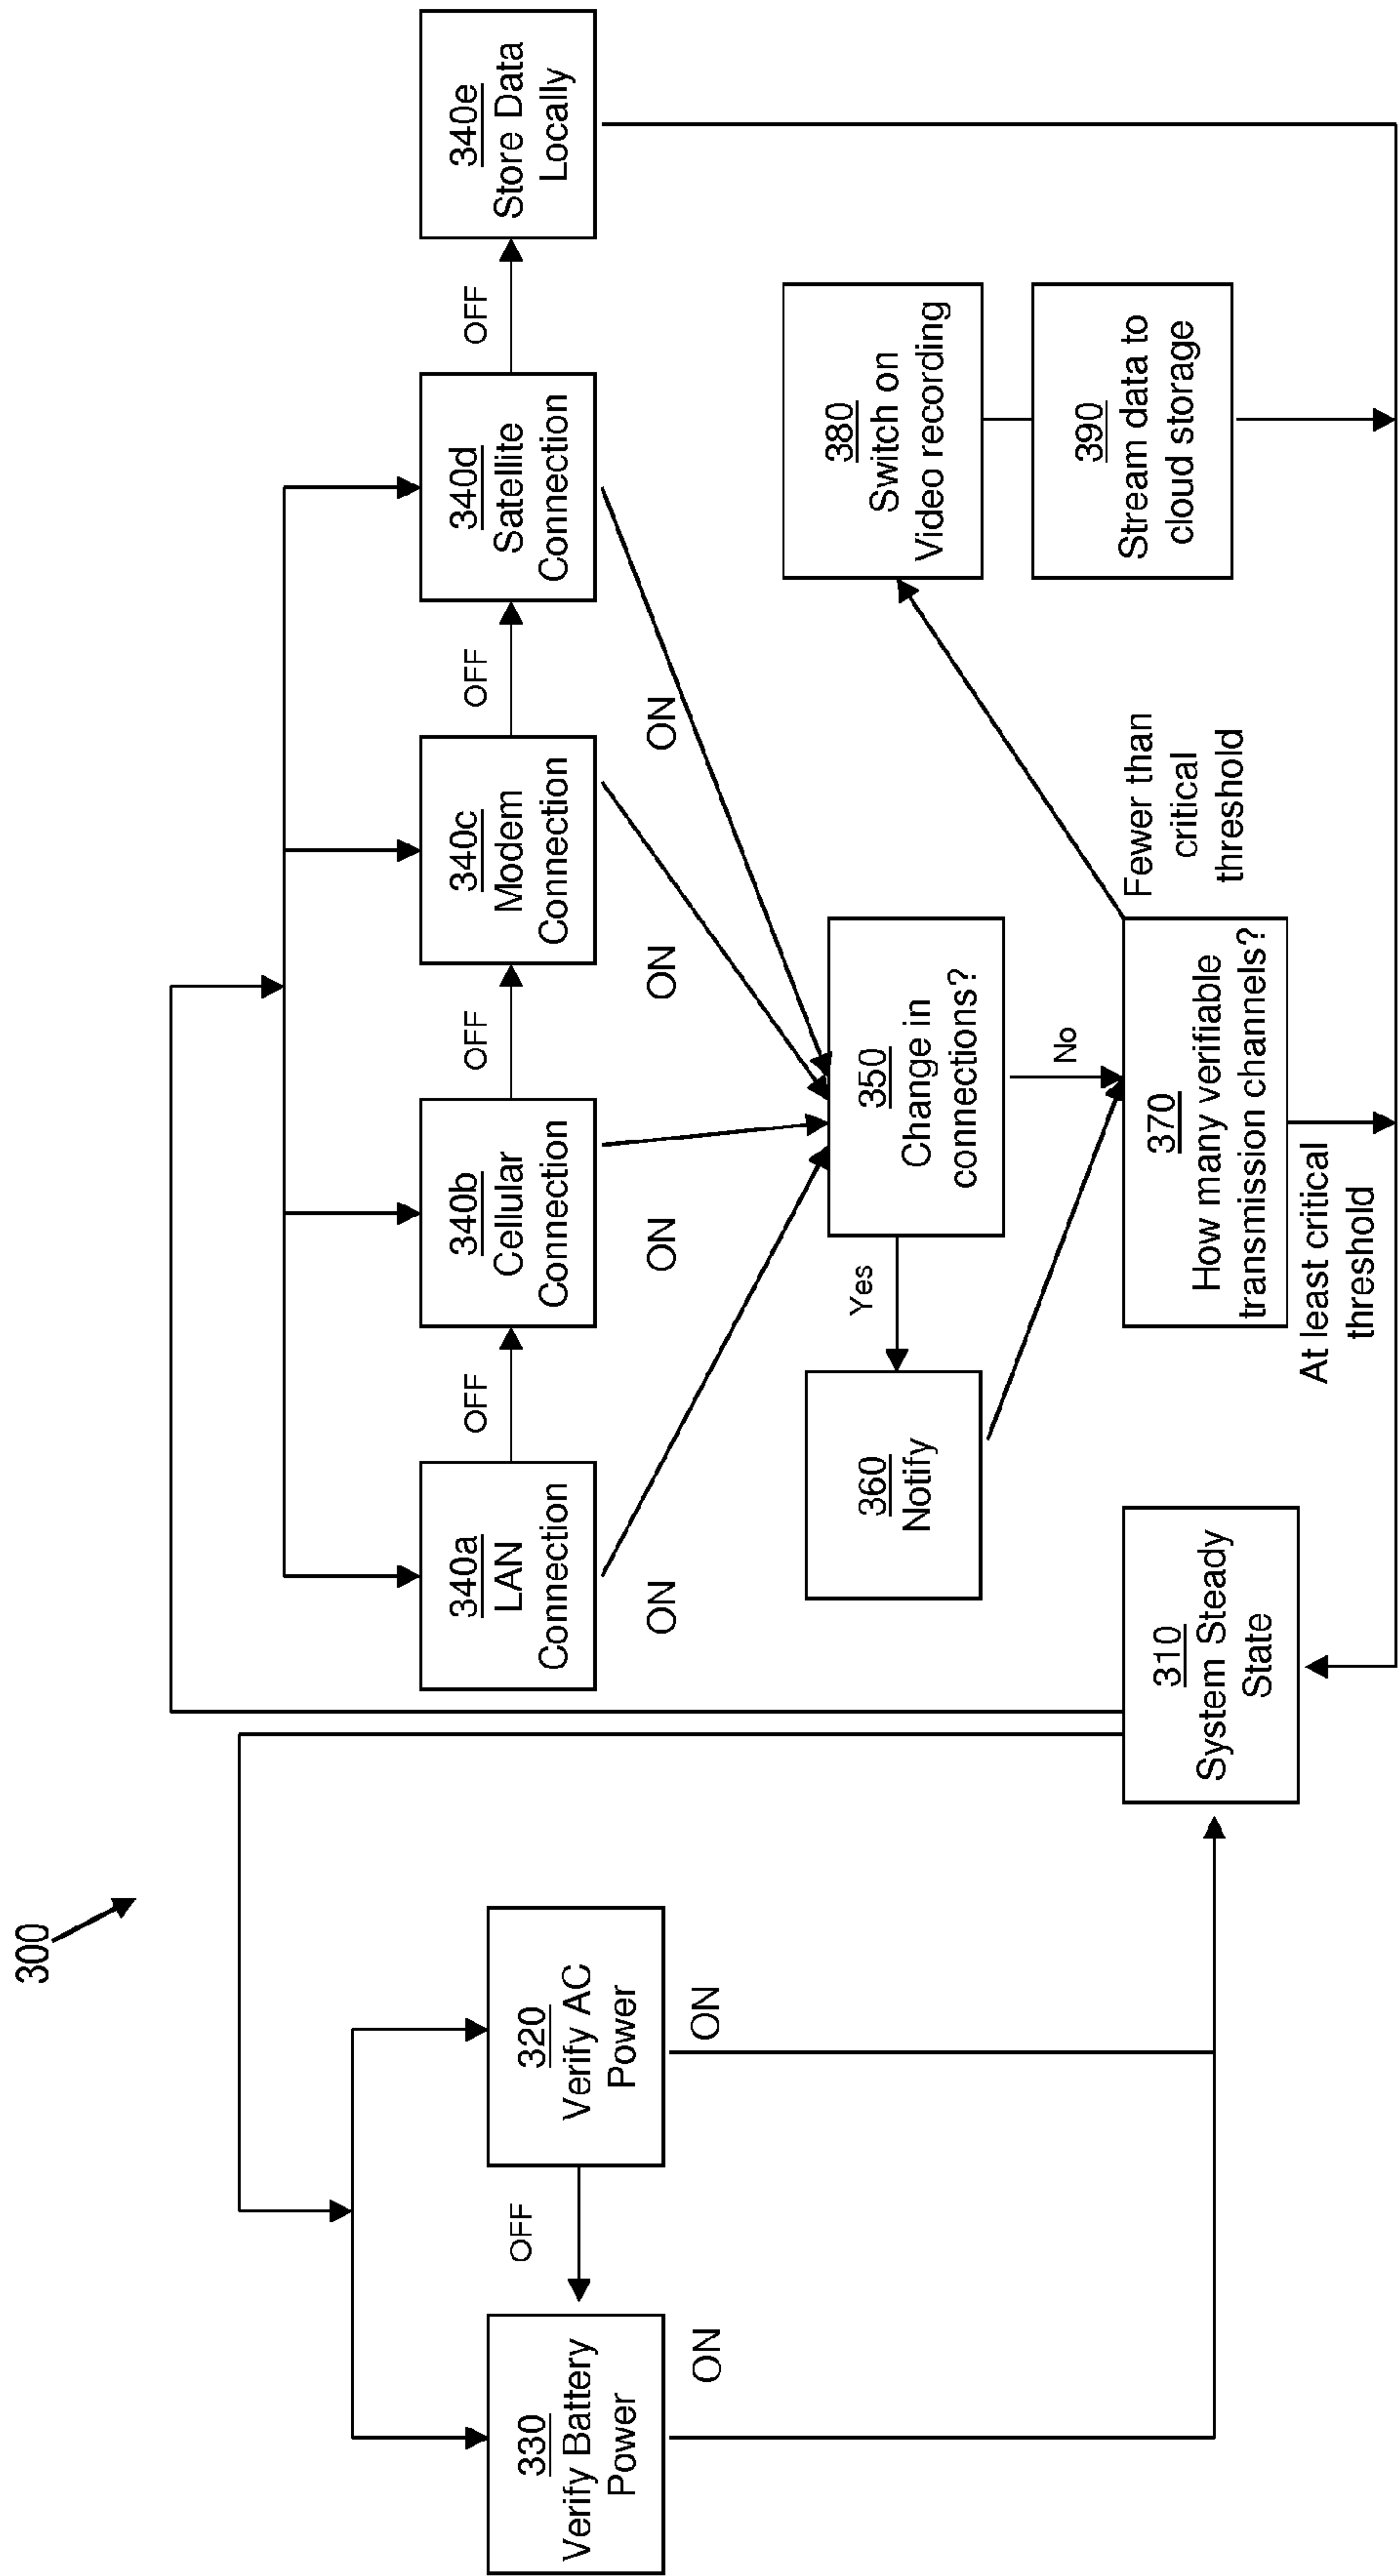 300
330
Verify Battery
Power
ON
OFF
320
Verify AC
Power
ON
310
System Steady
State
340a
LAN
Connection
ON
OFF
340b
Cellular
Connection
ON
OFF
340c
Modem
Connection
ON
OFF
340d
Satellite
Connection
ON
OFF
340e
Store Data
Locally
350
Change in
connections?
Yes
No
360
Notify
370
How many verifiable
transmission channels?
At least critical
threshold
Fewer than
critical
threshold
380
Switch on
Video recording
390
Stream data to
cloud storage